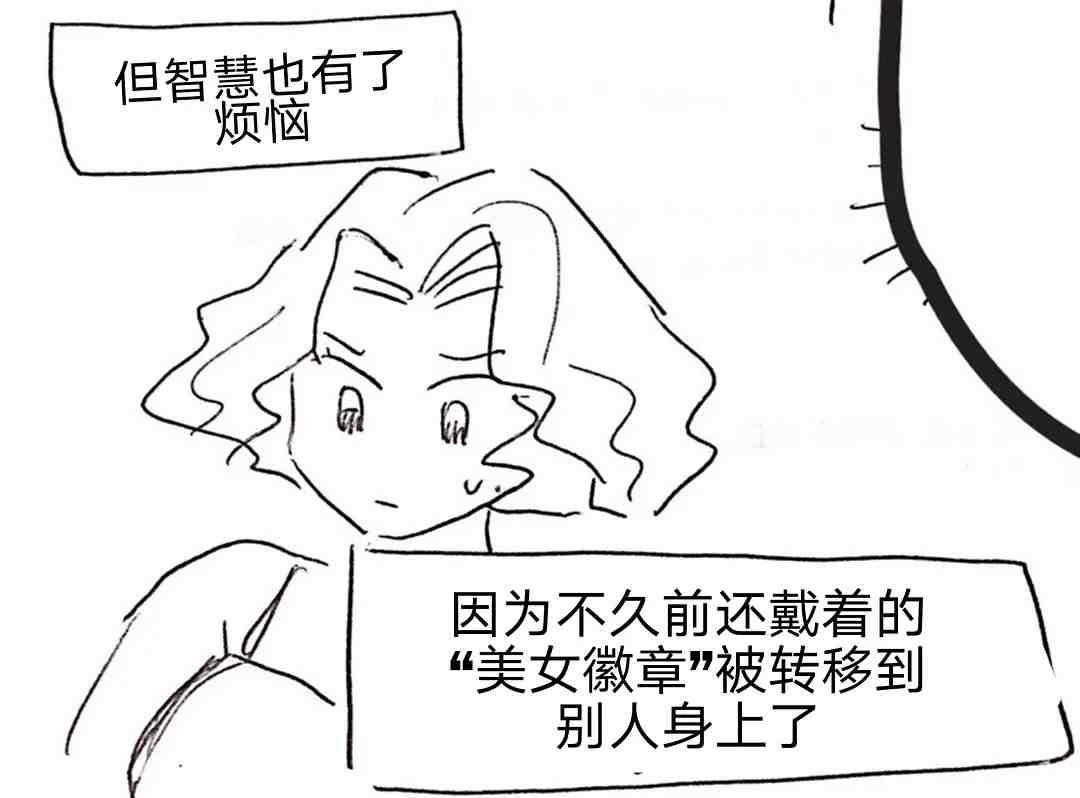 但智慧也有了
烦恼
因为不久前还戴着的
“美女徽章”被转移到
别人身上了